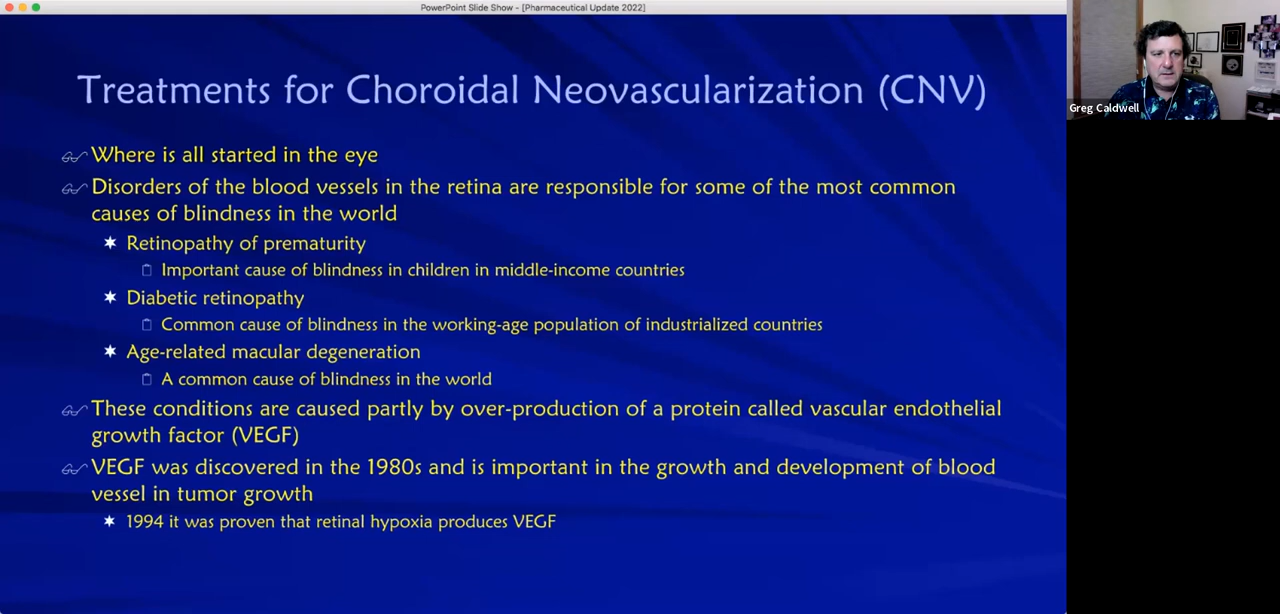 PowerPoint Slide Show - [Pharmaceutical Update 2022]
Treatments for Choroidal Neovascularization (CNV)
Where is all started in the eye
Disorders of the blood vessels in the retina are responsible for some of the most common
causes of blindness in the world
Retinopathy of prematurity
Important cause of blindness in children in middle-income countries
Diabetic retinopathy
Common cause of blindness in the working-age population of industrialized countries
Age-related macular degeneration
A common cause of blindness in the world
These conditions are caused partly by over-production of a protein called vascular endothelial
growth factor (VEGF)
VEGF was discovered in the 1980s and is important in the growth and development of blood
vessel in tumor growth
1994 it was proven that retinal hypoxia produces VEGF
Greg Caldwell